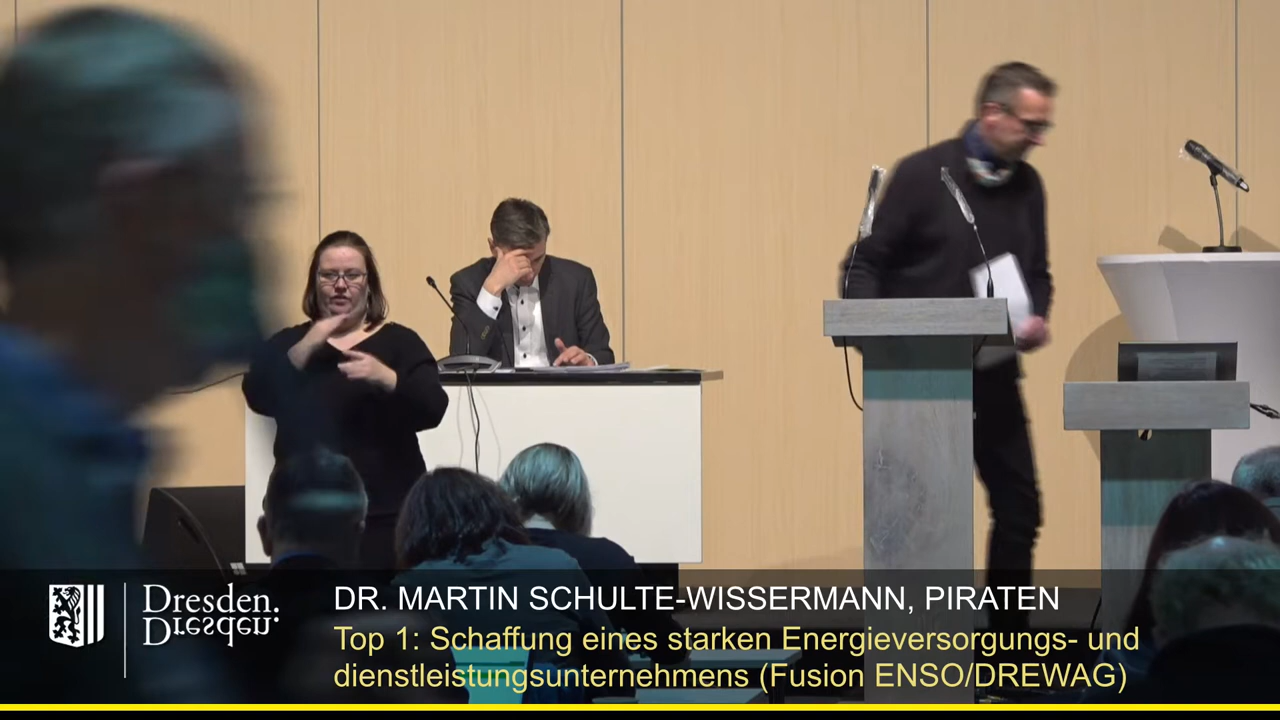 Dresden.
Dresden.
DR. MARTIN SCHULTE-WISSERMANN, PIRATEN
Top 1: Schaffung eines starken Energieversorgungs- und
dienstleistungsunternehmens (Fusion ENSO/DREWAG)